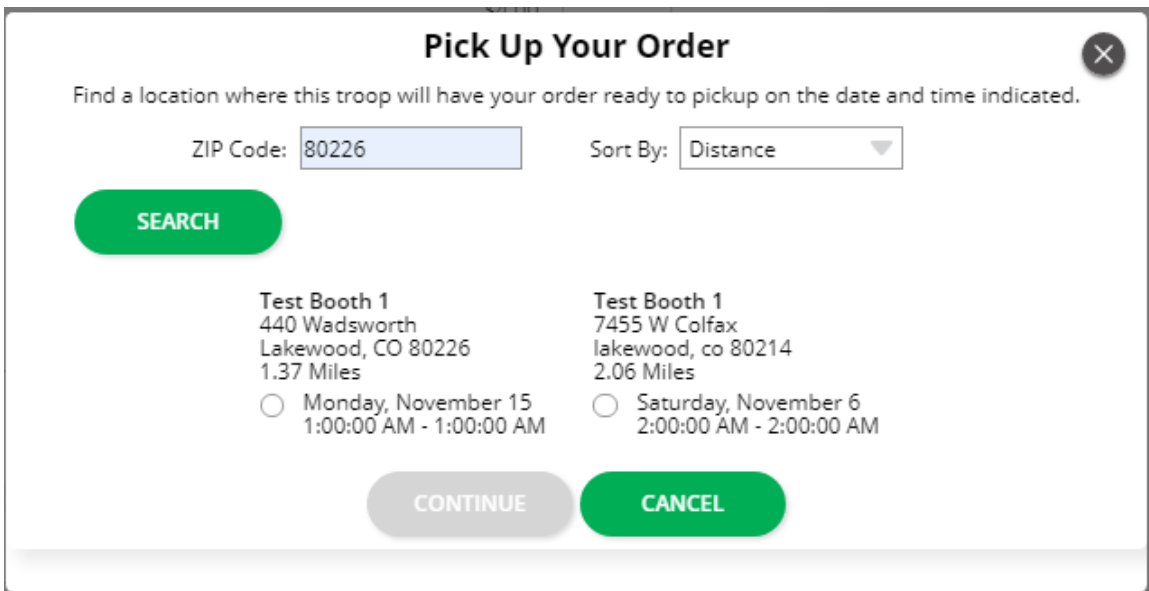 $4.00
Pick Up Your Order
Find a location where this troop will have your order ready to pickup on the date and time indicated.
ZIP Code: 80226 Sort By: Distance
SEARCH
Test Booth 1
440 Wadsworth
Lakewood, CO 80226
1.37 Miles
Monday, November 15
1:00:00 AM - 1:00:00 AM
Test Booth 1
7455 W Colfax
lakewood, co 80214
2.06 Miles
Saturday, November 6
2:00:00 AM - 2:00:00 AM
CONTINUE CANCEL